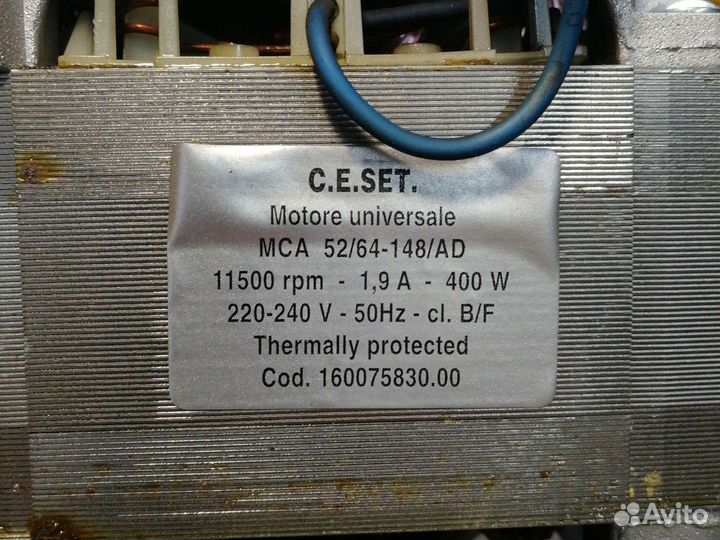 C.E.SET.
Motore universale
MCA 52/64-148/AD
11500 rpm - 1,9 A - 400 W
220-240 V - 50Hz - cl. B/F
Thermally protected
Cod. 160075830.00
Avito